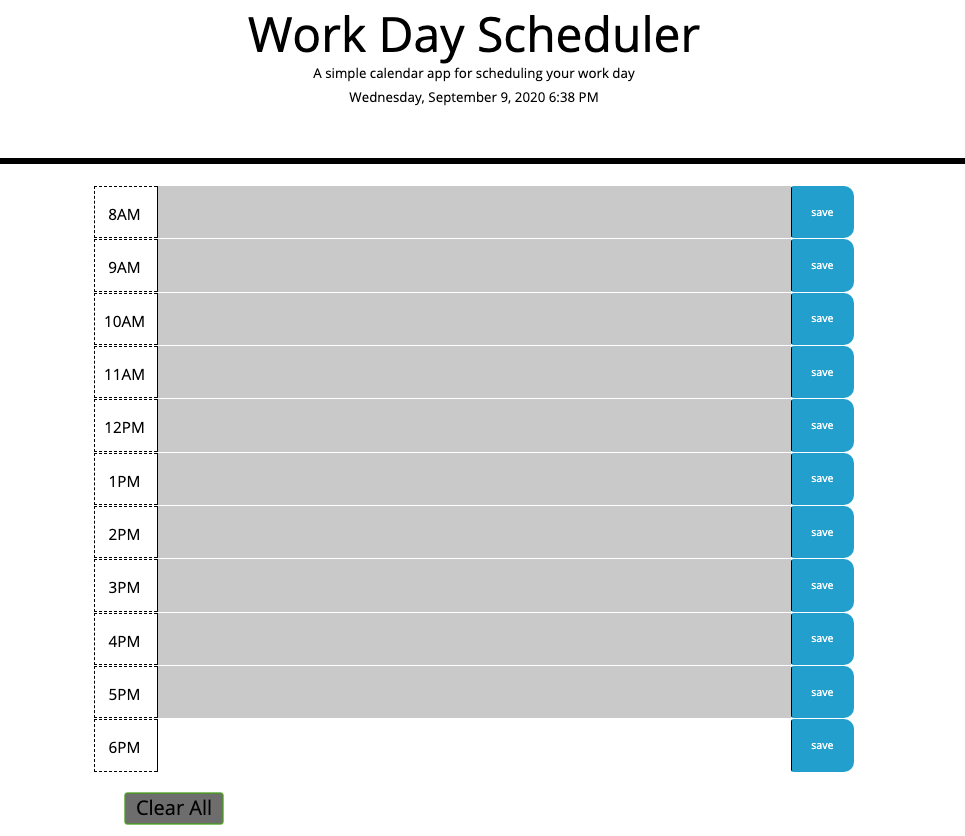 Work Day Scheduler
A simple calendar app for scheduling your work day
Wednesday, September 9, 2020 6:38 PM
8AM save
9AM save
10AM save
11AM save
12PM save
1PM save
2PM save
3PM save
4PM save
5PM save
6PM save
Clear All